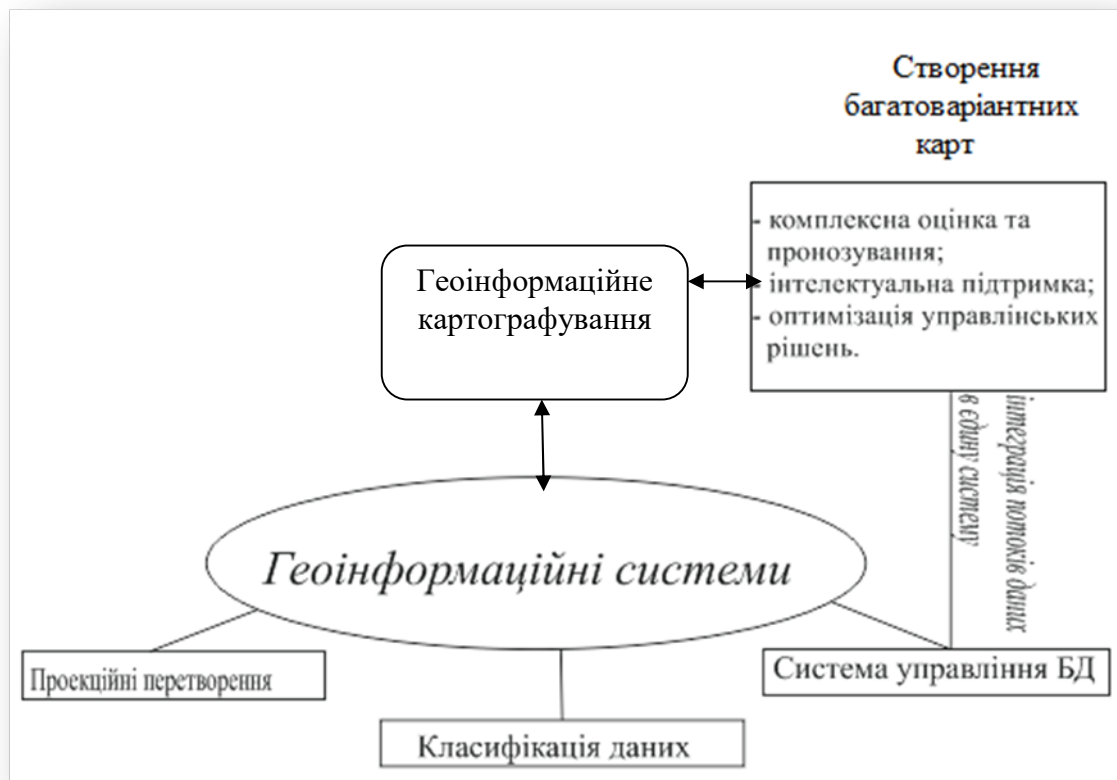 Створення
багатоваріантних
карт
- комплексна оцінка та
пронозування;
- інтелектуальна підтримка;
- оптимізація управлінських
рішень.
Геоінформаційне
картографування
інтеграція потоків даних
в єдину систему
Геоінформаційні системи
Проекційні перетворення
Система управління БД
Класифікація даних